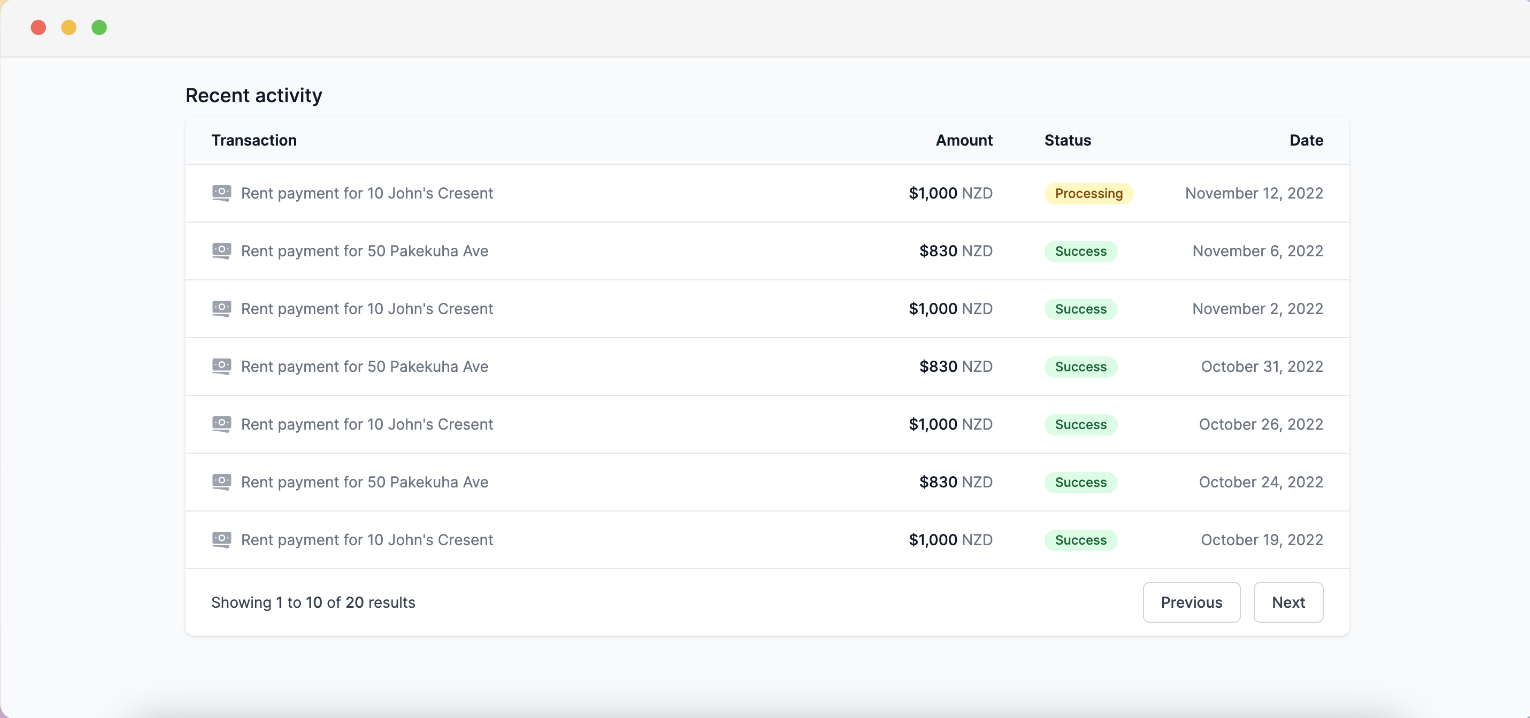 Recent activity
Transaction Amount Status Date
Rent payment for 10 John's Cresent $1,000 NZD Processing November 12, 2022
Rent payment for 50 Pakekuha Ave $830 NZD Success November 6, 2022
Rent payment for 10 John's Cresent $1,000 NZD Success November 2, 2022
Rent payment for 50 Pakekuha Ave $830 NZD Success October 31, 2022
Rent payment for 10 John's Cresent $1,000 NZD Success October 26, 2022
Rent payment for 50 Pakekuha Ave $830 NZD Success October 24, 2022
Rent payment for 10 John's Cresent $1,000 NZD Success October 19, 2022
Showing 1 to 10 of 20 results Previous Next